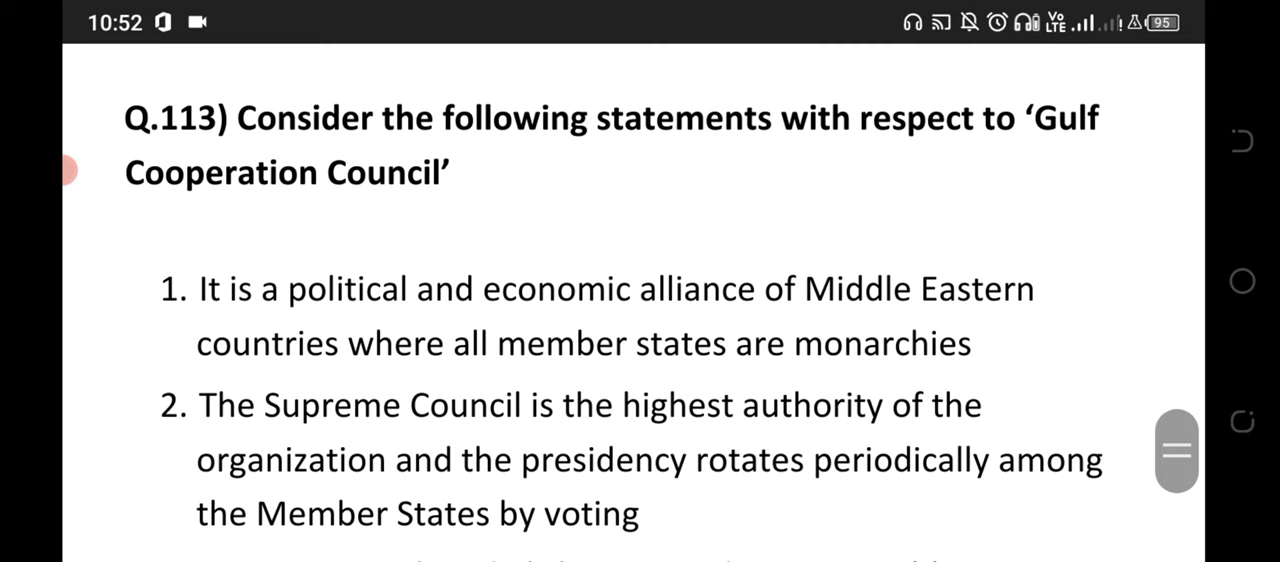 10:52
Vo
LTE
95
Q.113) Consider the following statements with respect to ‘Gulf
Cooperation Council’
1. It is a political and economic alliance of Middle Eastern
countries where all member states are monarchies
2. The Supreme Council is the highest authority of the
organization and the presidency rotates periodically among
the Member States by voting